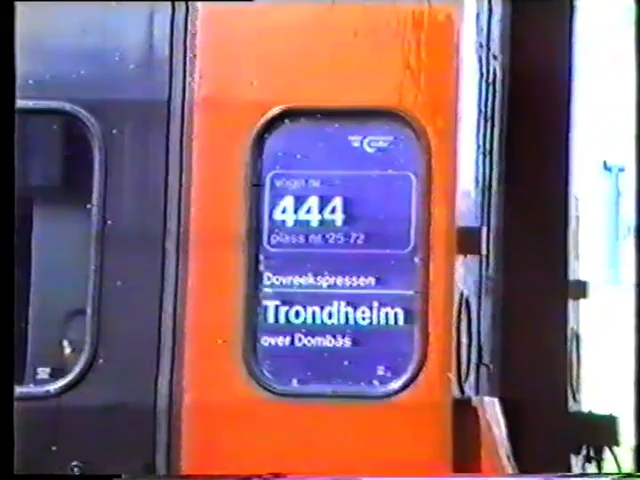 vogn nr.
444
plass nr. 25-72
Dovreekspressen
Trondheim
over Dombås